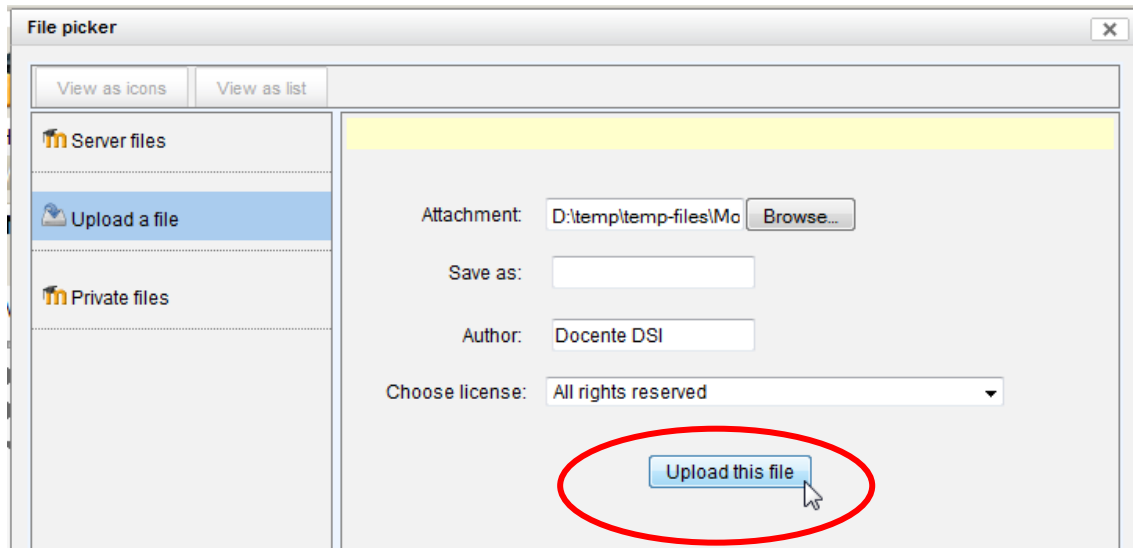 File picker
View as icons View as list
Server files
Upload a file
Private files
Attachment: D:\temp\temp-files\Mo Browse...
Save as:
Author: Docente DSI
Choose license: All rights reserved
Upload this file